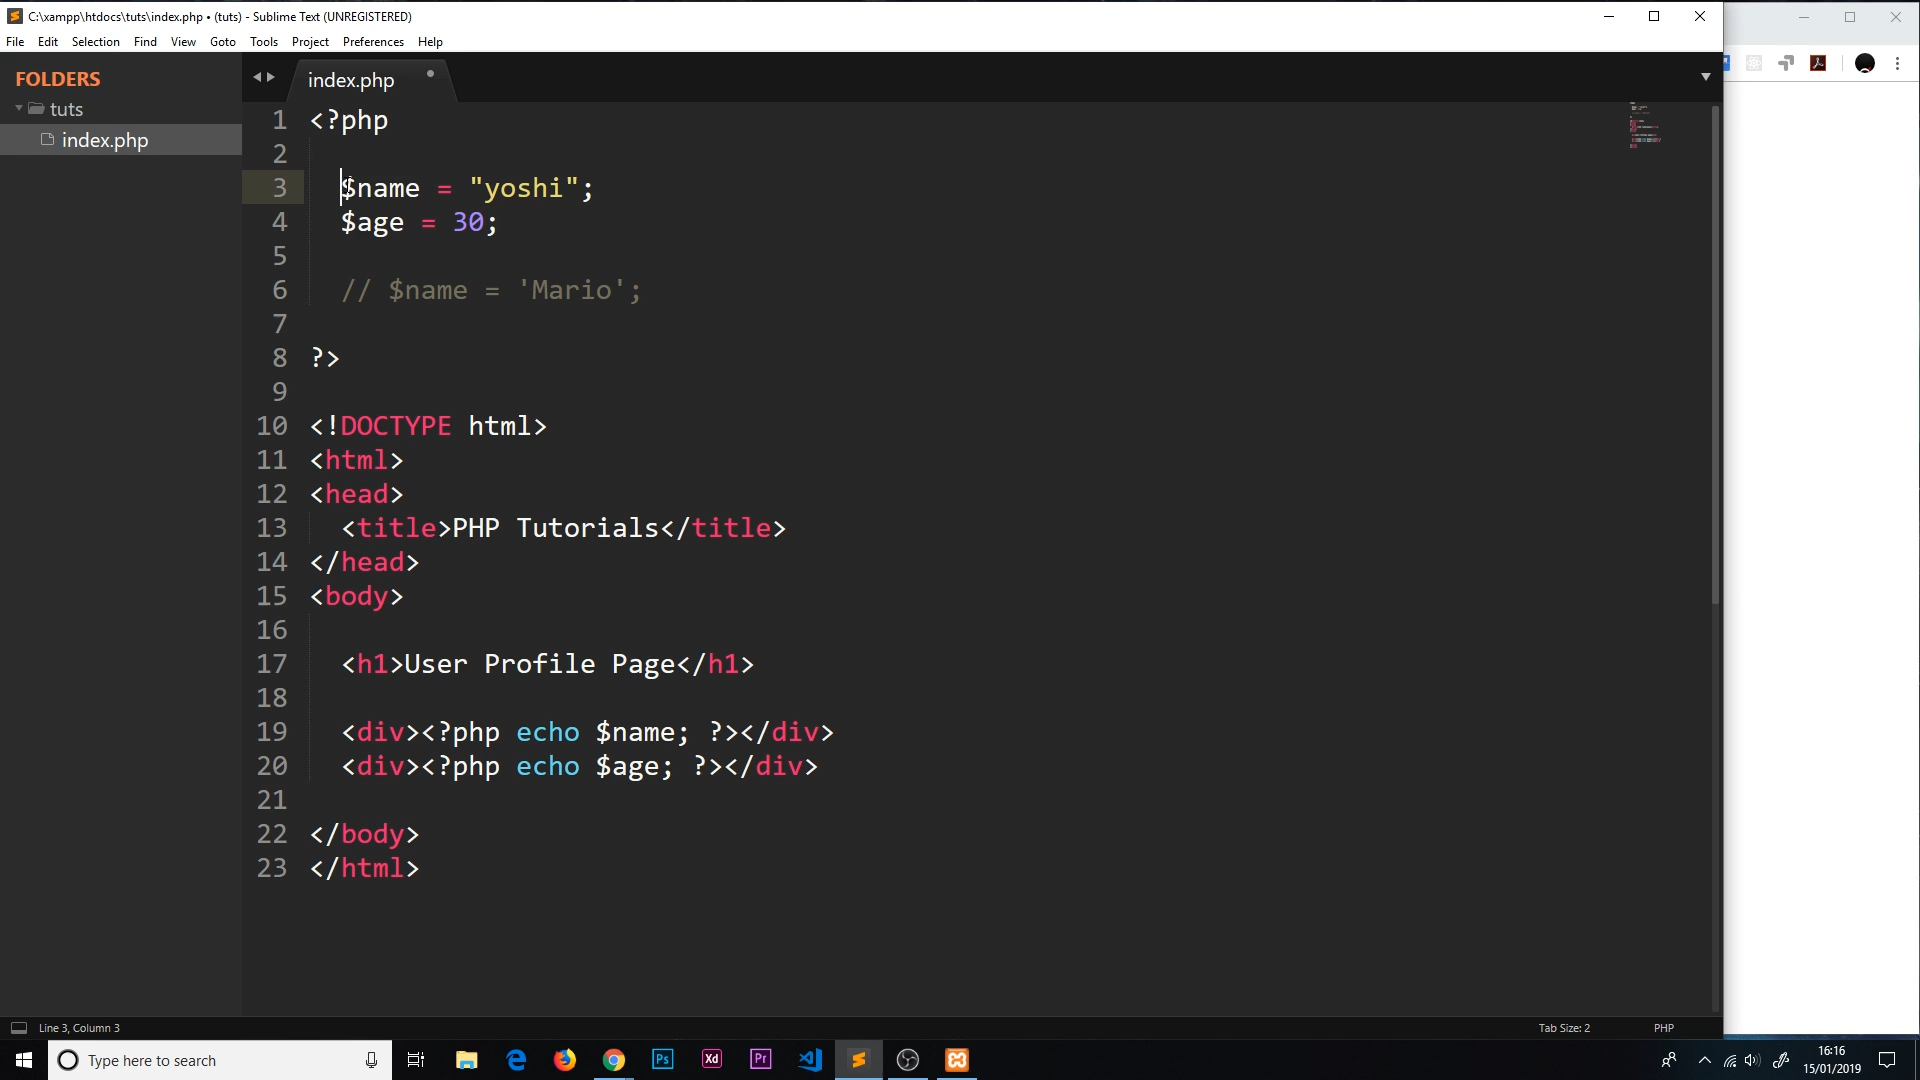 C:\xampp\htdocs\tuts\index.php • (tuts) - Sublime Text (UNREGISTERED)
File Edit Selection Find View Goto Tools Project Preferences Help
FOLDERS
tuts
index.php
index.php
1 <?php
2
3 $name = "yoshi";
4 $age = 30;
5
6 // $name = 'Mario';
7
8 ?>
9
10 <!DOCTYPE html>
11 <html>
12 <head>
13 <title>PHP Tutorials</title>
14 </head>
15 <body>
16
17 <h1>User Profile Page</h1>
18
19 <div><?php echo $name; ?></div>
20 <div><?php echo $age; ?></div>
21
22 </body>
23 </html>
Line 3, Column 3
Tab Size: 2
PHP
Type here to search
Ps
Xd
Pr
16:16
15/01/2019